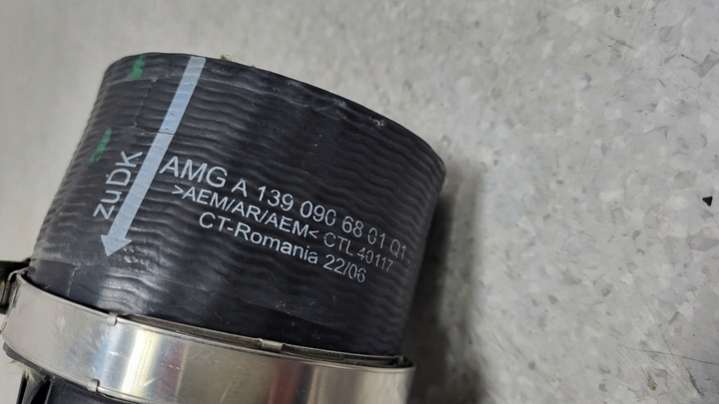 zuDK
AMG A 139 090 68 01 Q1
>AEM/AR/AEM< CTL 40117
CT-Romania 22/06